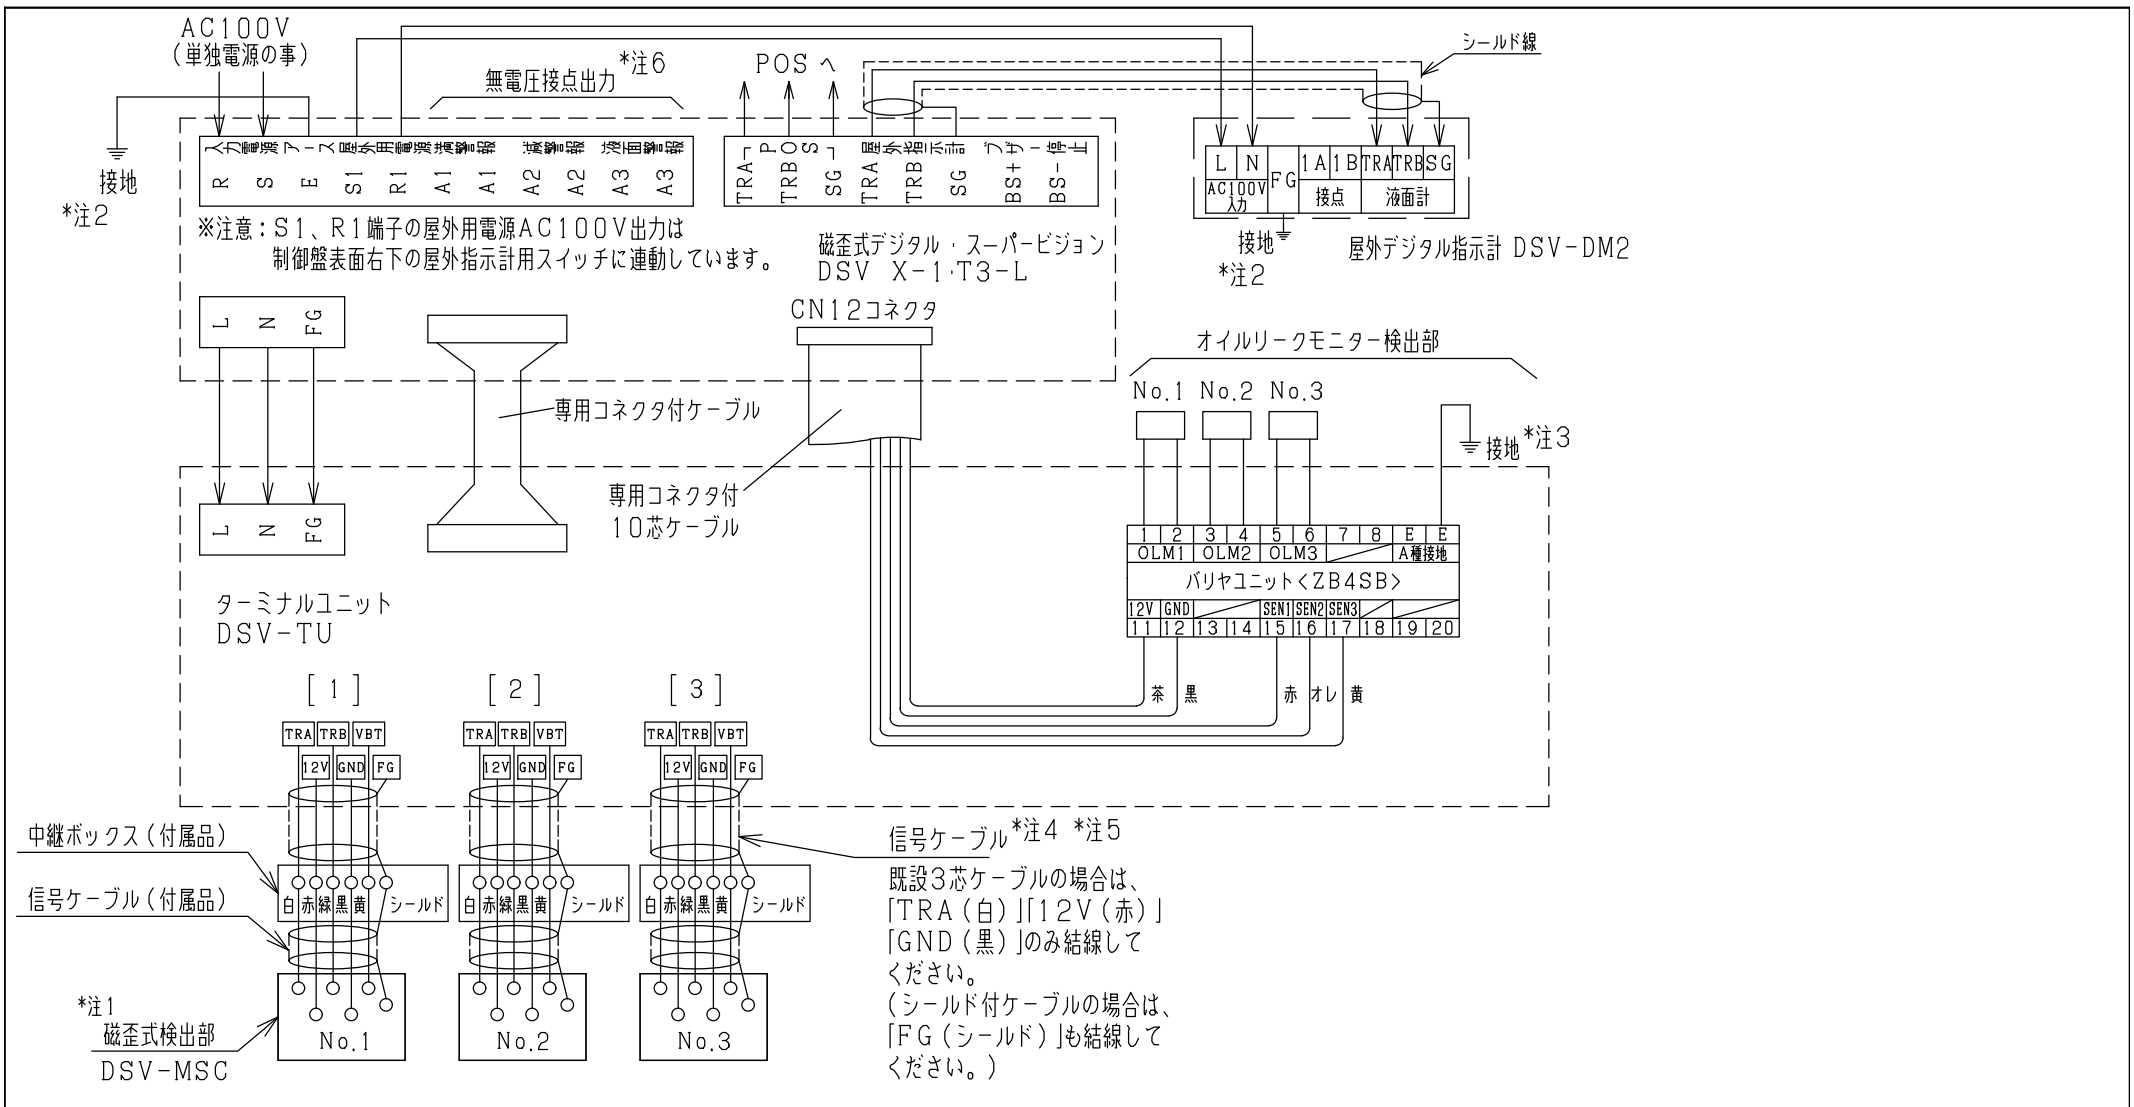 AC100V
(単独電源の事)
無電圧接点出力 *注6
POS へ
シールド線
接地
*注2
入力電源 アース 屋外用電源 満警報 減警報 液面警報
R S E S1 R1 A1 A1 A2 A2 A3 A3
┌POS┐ 屋外指示計 ブザー停止
TRA TRB SG TRA TRB SG BS+ BS-
L N FG 1A 1B TRA TRB SG
AC100V
入力
接点
液面計
※注意：S1、R1端子の屋外用電源AC100V出力は
制御盤表面右下の屋外指示計用スイッチに連動しています。
磁歪式デジタル・スーパービジョン
DSV X-1・T3-L
接地
*注2
屋外デジタル指示計 DSV-DM2
L N FG
CN12コネクタ
オイルリークモニター検出部
No.1 No.2 No.3
専用コネクタ付ケーブル
接地 *注3
専用コネクタ付
10芯ケーブル
L N FG
1 2 3 4 5 6 7 8 E E
OLM1 OLM2 OLM3 A種接地
バリヤユニット<ZB4SB>
12V GND SEN1 SEN2 SEN3
11 12 13 14 15 16 17 18 19 20
ターミナルユニット
DSV-TU
茶 黒 赤 オレ 黄
[1] [2] [3]
TRA TRB VBT TRA TRB VBT TRA TRB VBT
12V GND FG 12V GND FG 12V GND FG
中継ボックス(付属品)
信号ケーブル *注4 *注5
既設3芯ケーブルの場合は、
「TRA(白)」「12V(赤)」
「GND(黒)」のみ結線して
ください。
(シールド付ケーブルの場合は、
「FG(シールド)」も結線して
ください。)
信号ケーブル(付属品)
白 赤 緑 黒 黄 シールド 白 赤 緑 黒 黄 シールド 白 赤 緑 黒 黄 シールド
*注1
磁歪式検出部
DSV-MSC
No.1 No.2 No.3